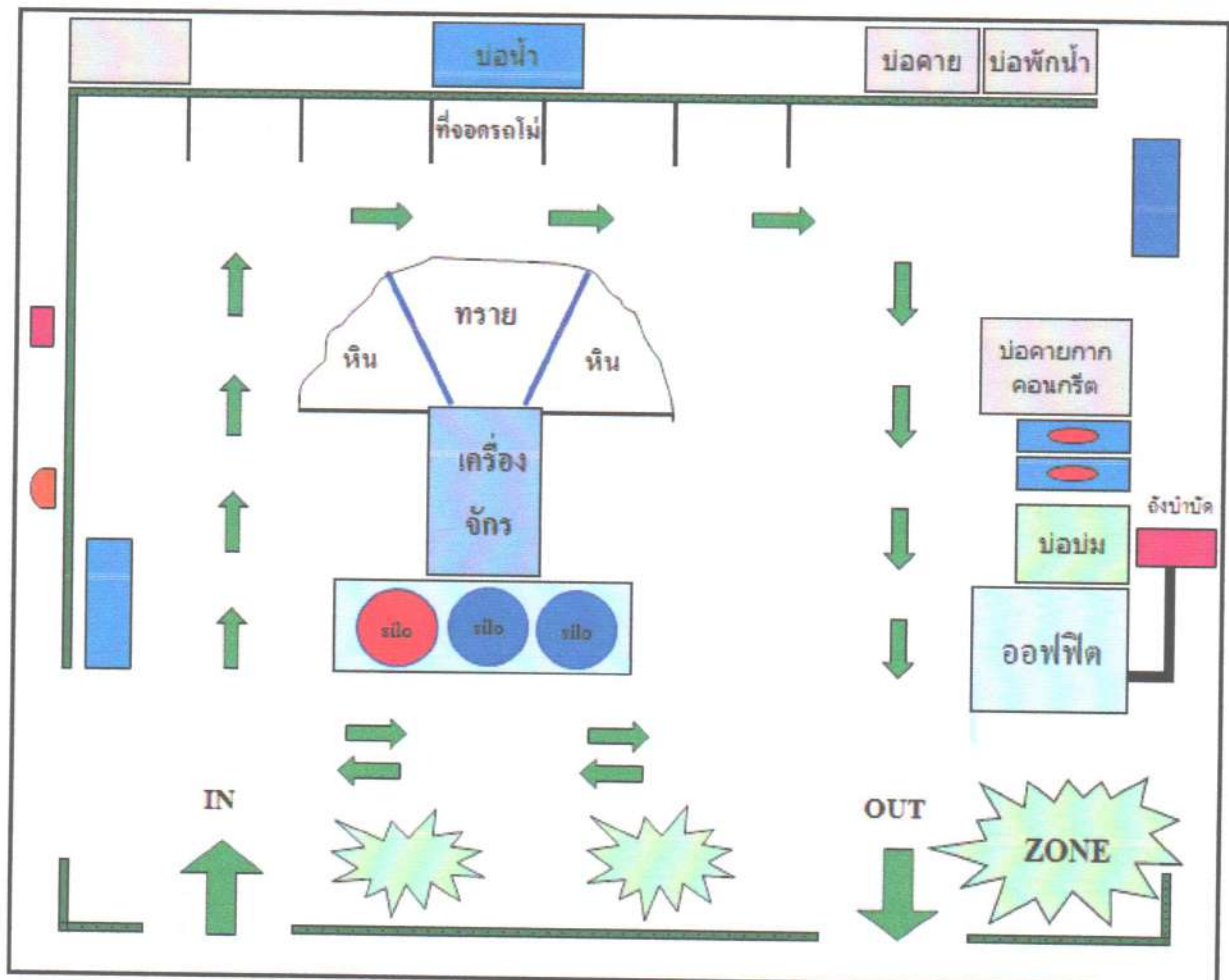 บ่อน้ำ
บ่อคาย
บ่อพักน้ำ
ที่จอดรถโม่
ทราย
หิน
หิน
บ่อคายกาก
คอนกรีต
เครื่อง
จักร
ถังบำบัด
บ่อบ่ม
silo
silo
silo
ออฟฟิต
IN
OUT
ZONE